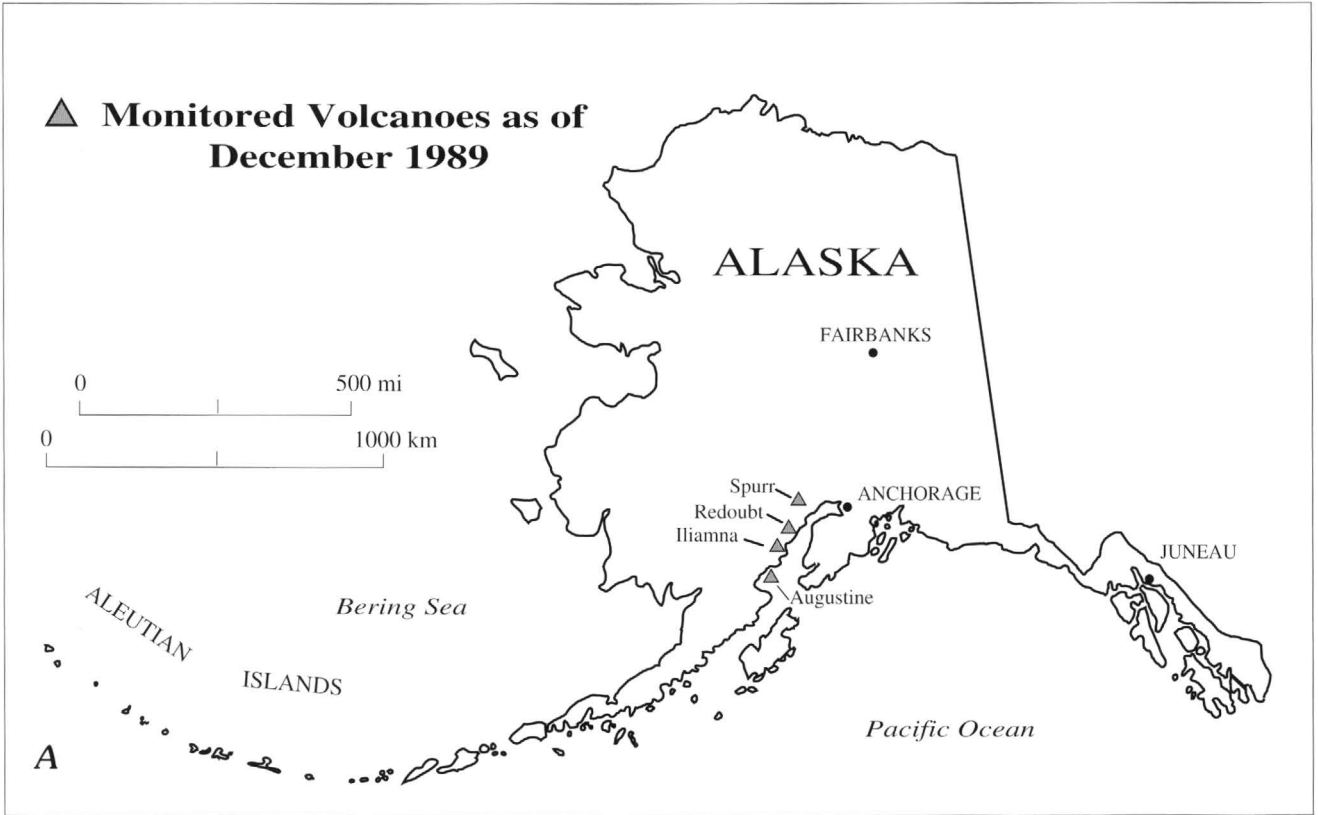 Monitored Volcanoes as of
December 1989
ALASKA
FAIRBANKS
0 500 mi
0 1000 km
Spurr
ANCHORAGE
Redoubt
Iliamna
JUNEAU
Augustine
Bering Sea
ALEUTIAN
ISLANDS
Pacific Ocean
A